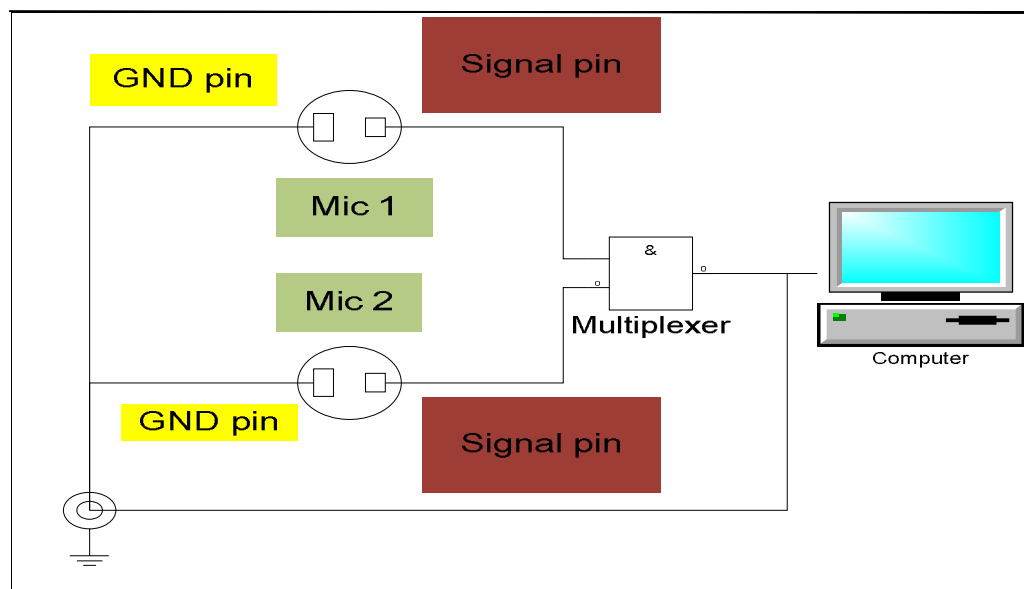 Signal pin
GND pin
Mic 1
&
Mic 2
Multiplexer
Computer
GND pin
Signal pin